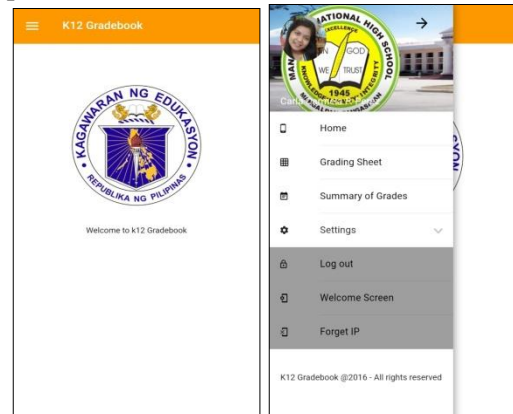 K12 Gradebook
KAGAWARAN NG EDUKASYON
REPUBLIKA NG PILIPINAS
Welcome to k12 Gradebook
NATIONAL HIGH SCHOOL
EXCELLENCE
IN GOD
WE TRUST
KNOWLEDGE
INTEGRITY
1945
Home
Grading Sheet
Summary of Grades
Settings
Log out
Welcome Screen
Forget IP
K12 Gradebook @2016 - All rights reserved